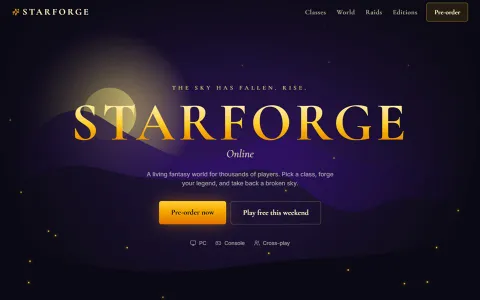 STARFORGE
Classes World Raids Editions Pre-order
THE SKY HAS FALLEN. RISE.
STARFORGE
Online
A living fantasy world for thousands of players. Pick a class, forge
your legend, and take back a broken sky.
Pre-order now Play free this weekend
PC Console Cross-play